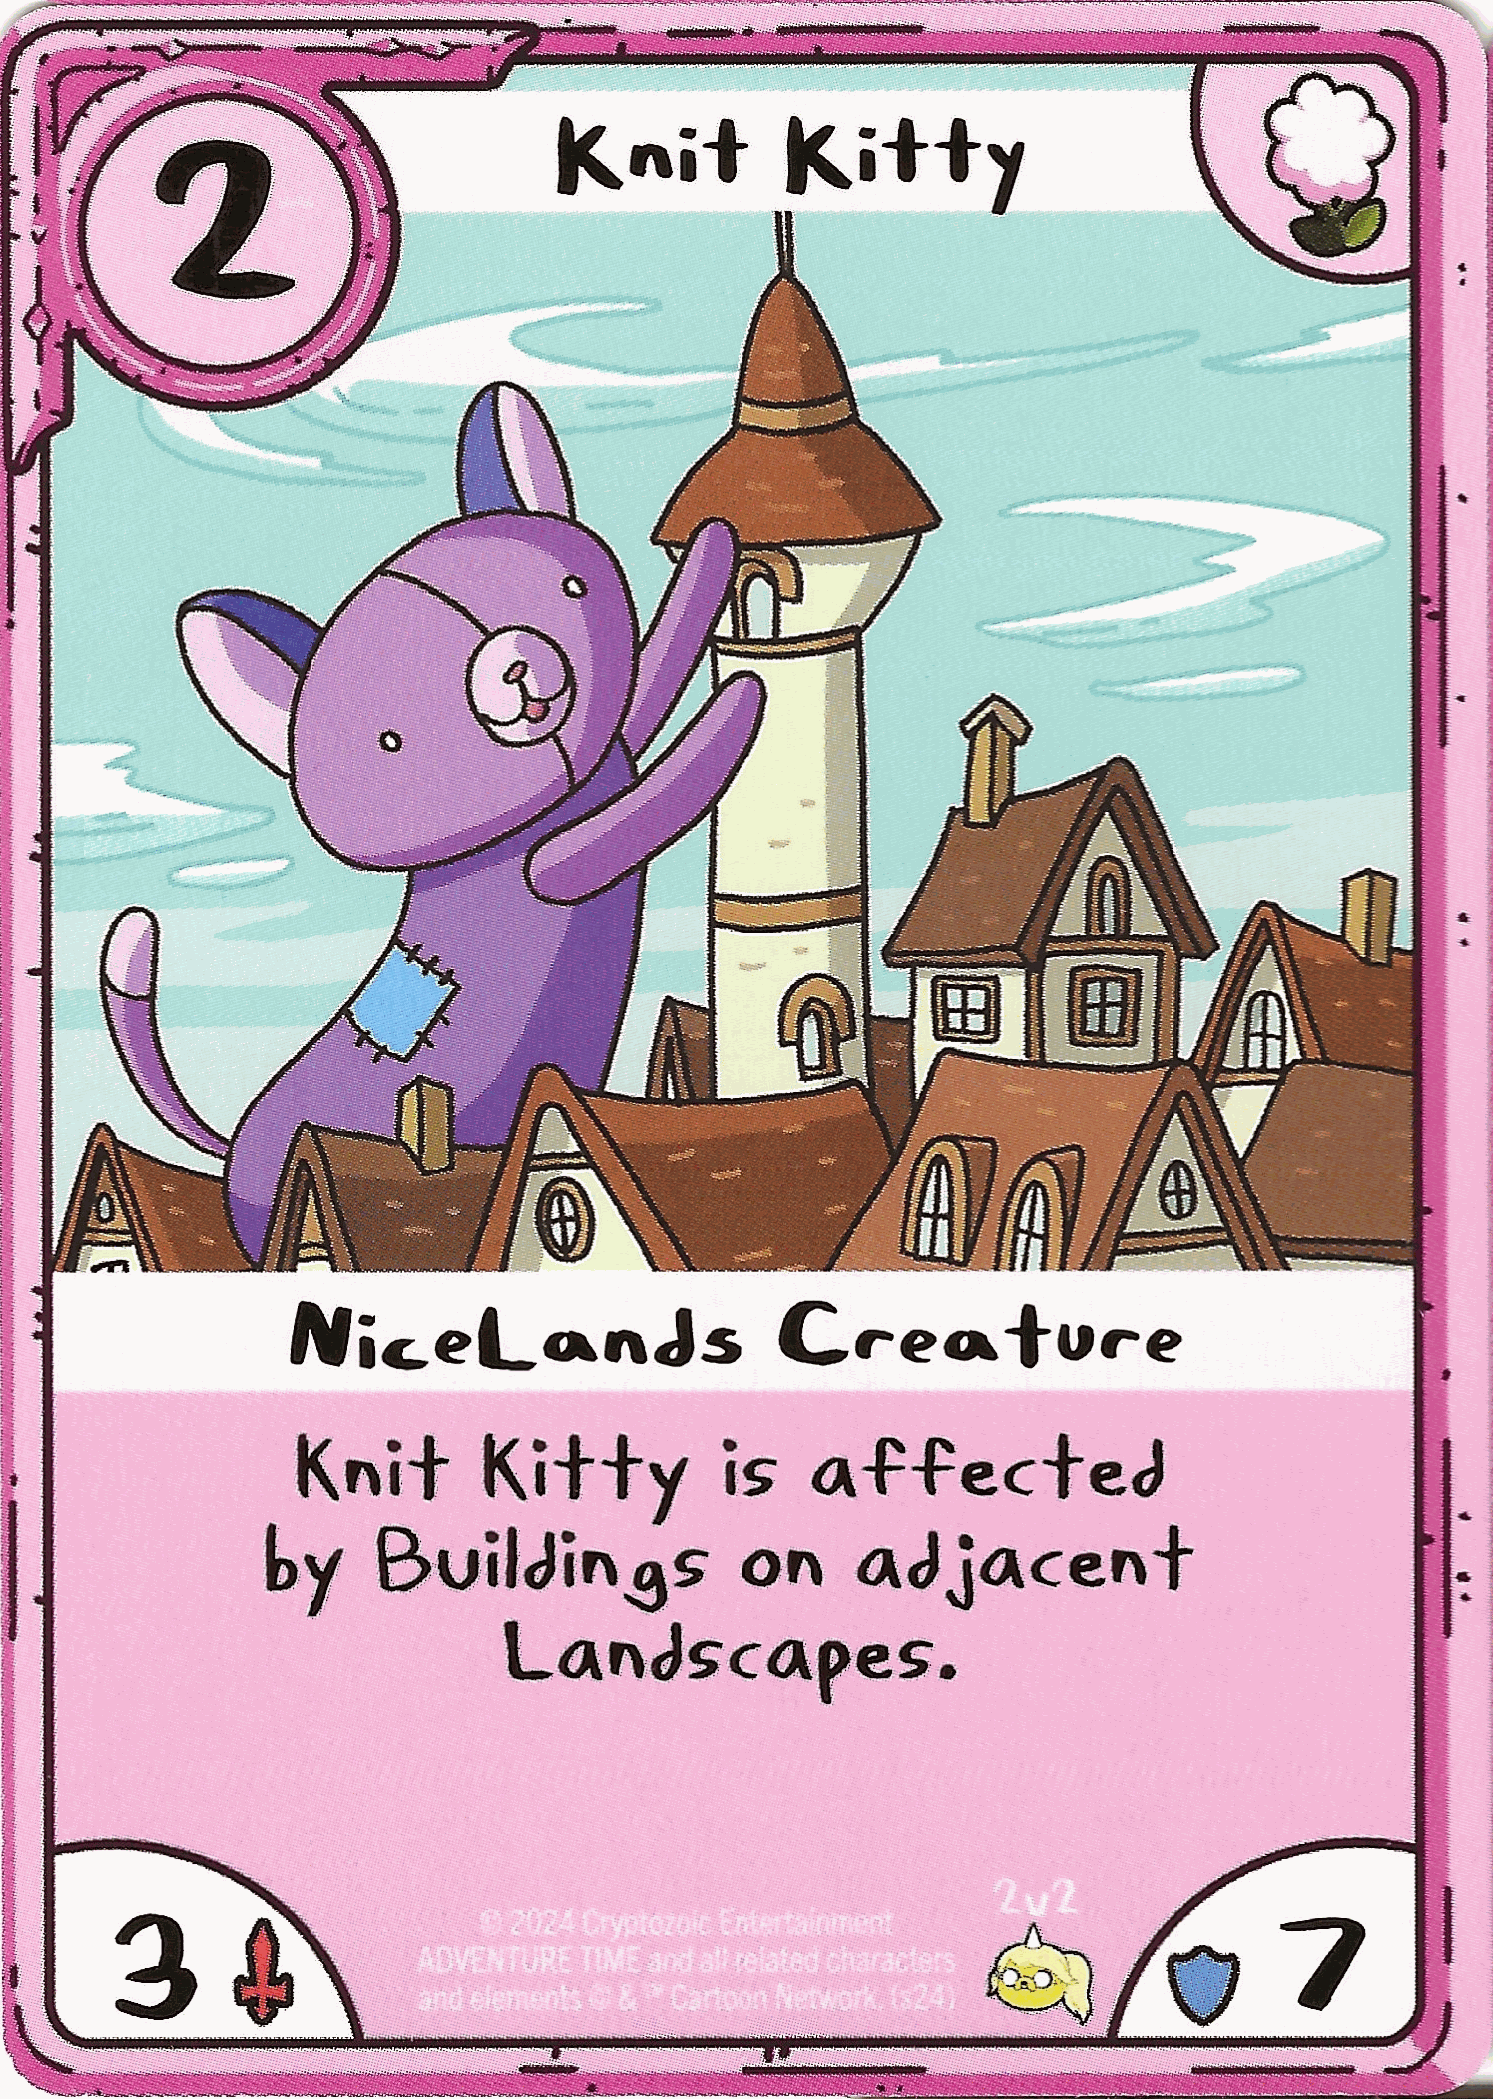 2
Knit Kitty
NiceLands Creature
Knit Kitty is affected
by Buildings on adjacent
Landscapes.
2v2
© 2024 Cryptozoic Entertainment
ADVENTURE TIME and all related characters
and elements © & ™ Cartoon Network. (s24)
3
7